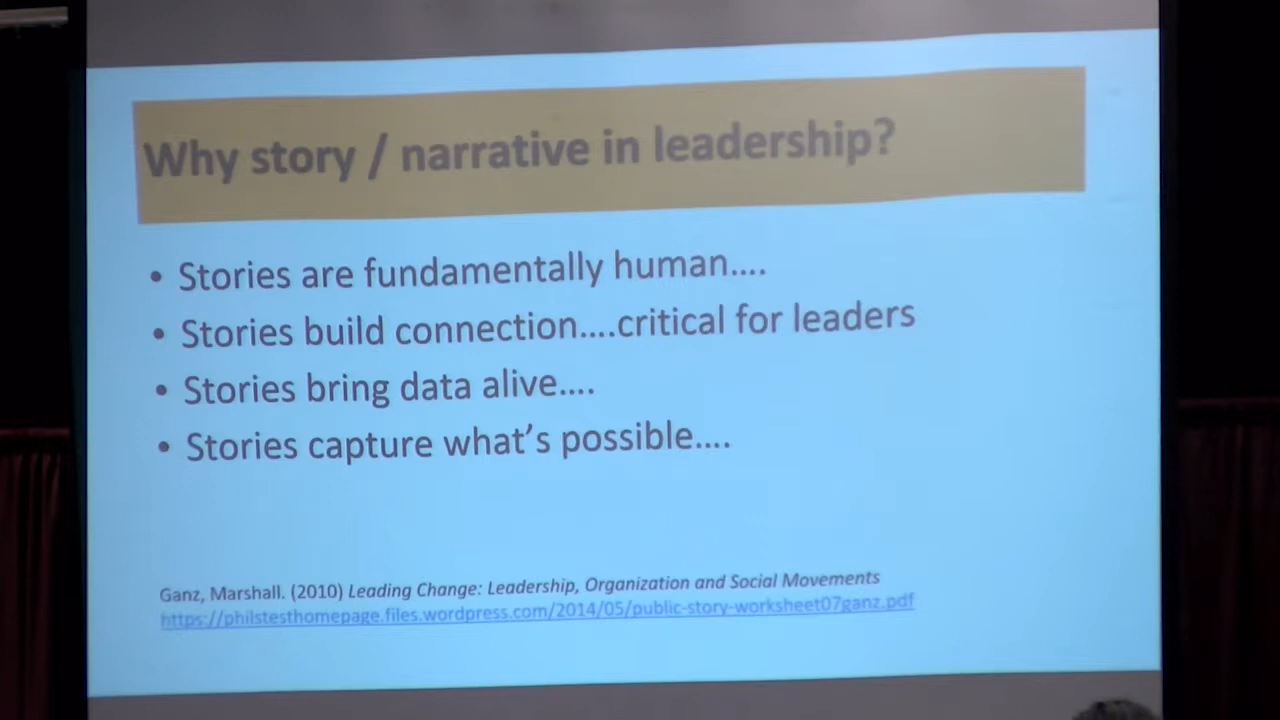 Why story / narrative in leadership?
• Stories are fundamentally human....
• Stories build connection....critical for leaders
• Stories bring data alive....
• Stories capture what's possible....
Ganz, Marshall. (2010) Leading Change: Leadership, Organization and Social Movements
https://philstesthomepage.files.wordpress.com/2014/05/public-story-worksheet07ganz.pdf